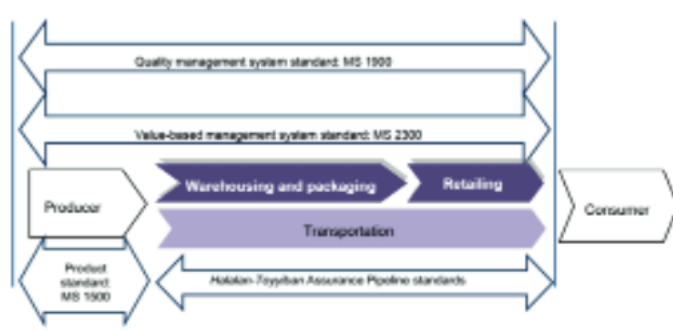 Quality management system standard: MS 1900
Value-based management system standard: MS 2300
Warehousing and packaging
Retailing
Producer
Consumer
Transportation
Product
standard:
MS 1500
Halalan-Toyyiban Assurance Pipeline standards